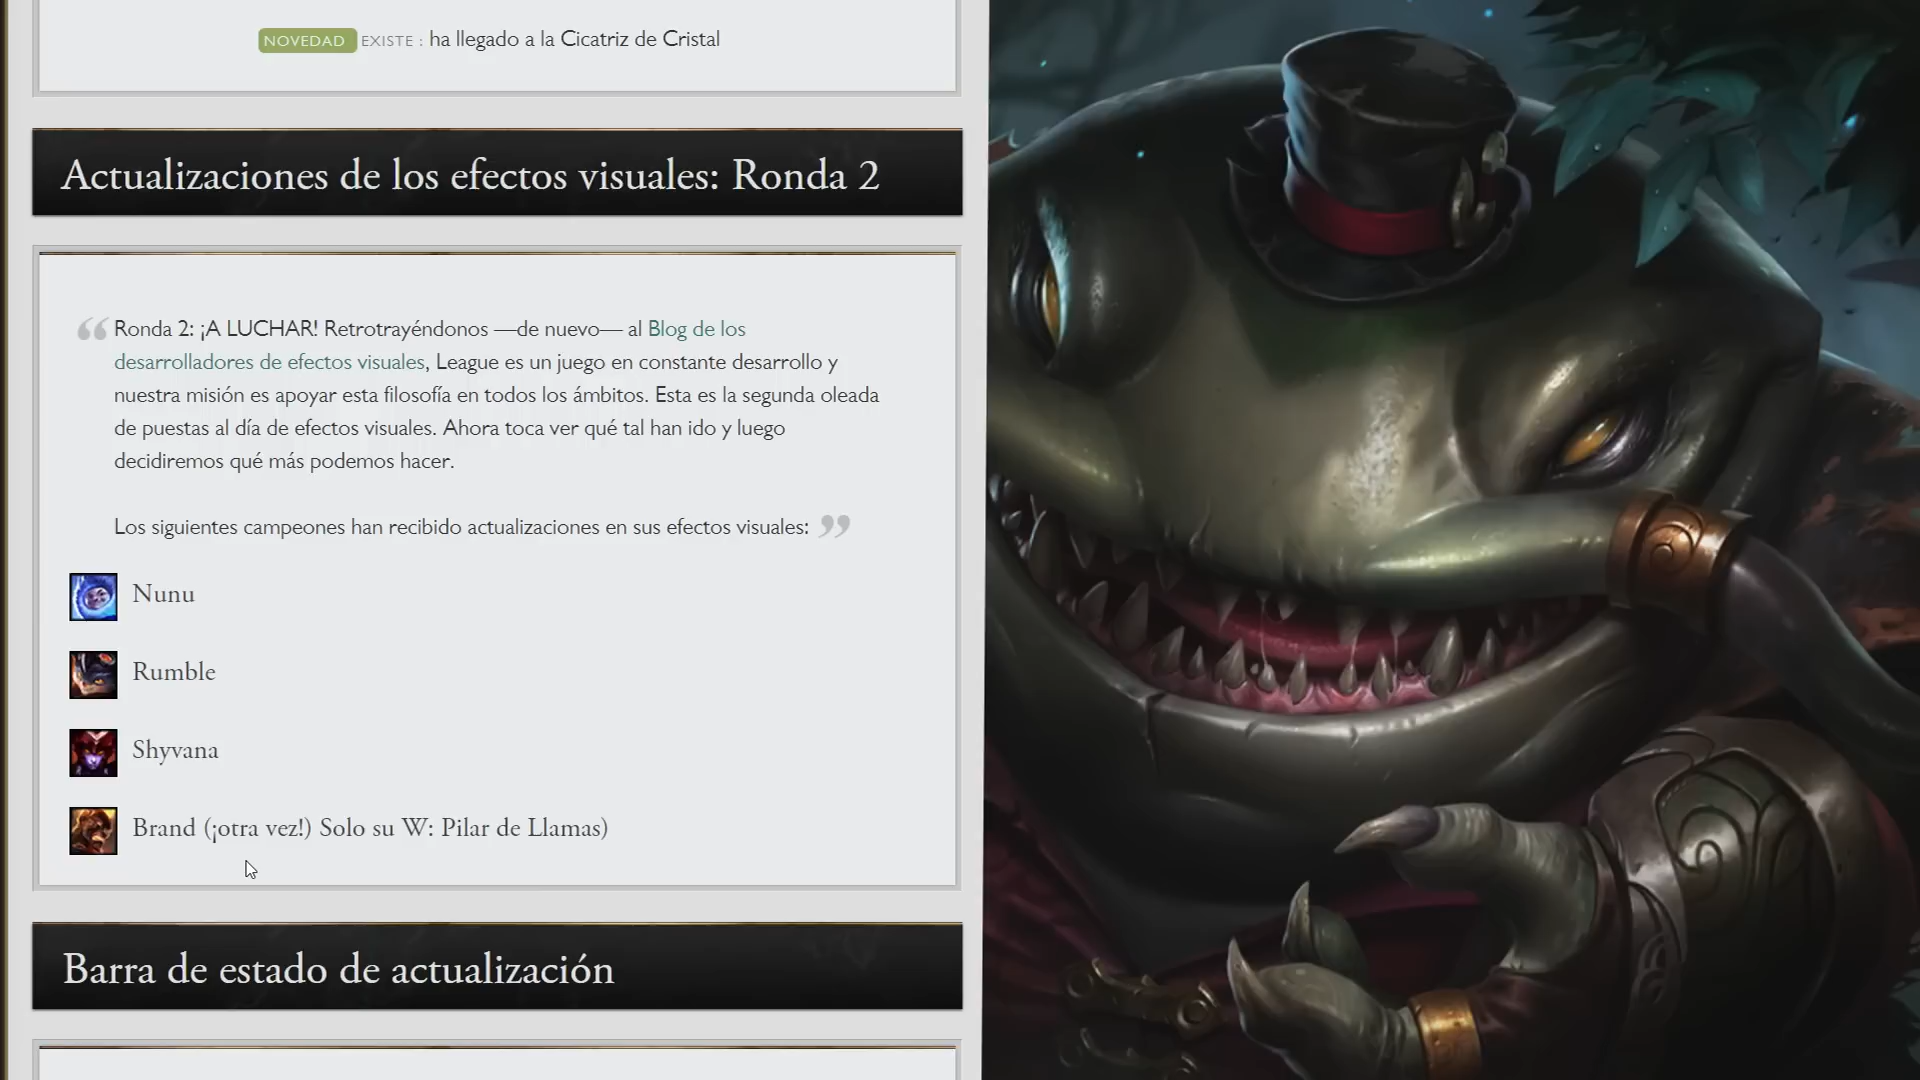 NOVEDAD EXISTE : ha llegado a la Cicatriz de Cristal
Actualizaciones de los efectos visuales: Ronda 2
“ Ronda 2: ¡A LUCHAR! Retrotrayéndonos —de nuevo— al Blog de los
desarrolladores de efectos visuales, League es un juego en constante desarrollo y
nuestra misión es apoyar esta filosofía en todos los ámbitos. Esta es la segunda oleada
de puestas al día de efectos visuales. Ahora toca ver qué tal han ido y luego
decidiremos qué más podemos hacer.
Los siguientes campeones han recibido actualizaciones en sus efectos visuales: ”
Nunu
Rumble
Shyvana
Brand (¡otra vez!) Solo su W: Pilar de Llamas)
Barra de estado de actualización